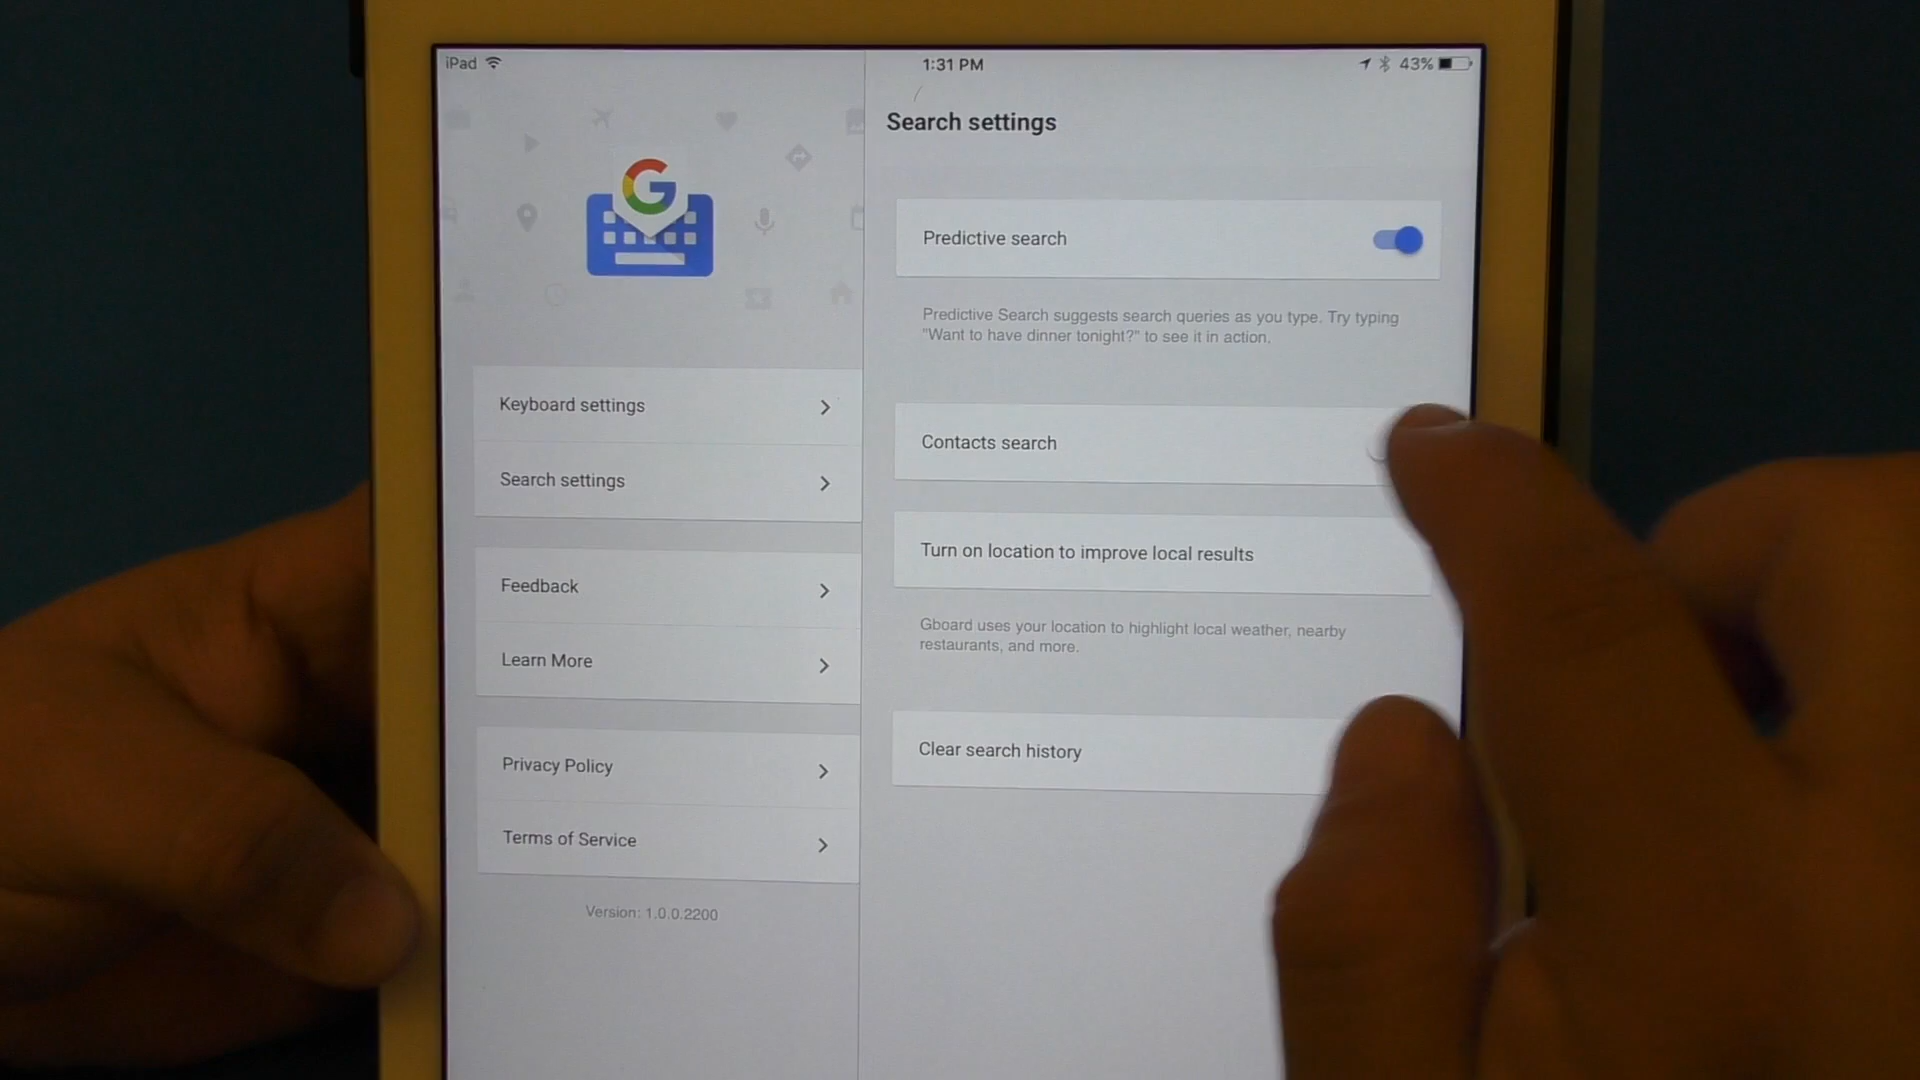 iPad
1:31 PM
43%
Search settings
Predictive search
Predictive Search suggests search queries as you type. Try typing
"Want to have dinner tonight?" to see it in action.
Contacts search
Turn on location to improve local results
Gboard uses your location to highlight local weather, nearby
restaurants, and more.
Clear search history
G
Keyboard settings
Search settings
Feedback
Learn More
Privacy Policy
Terms of Service
Version: 1.0.0.2200